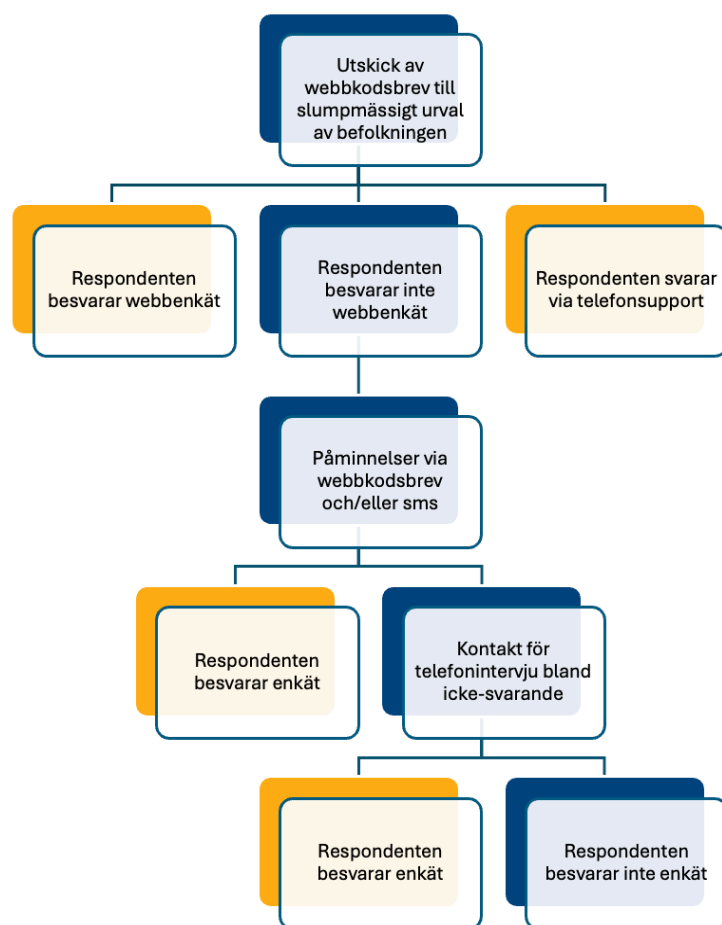 Utskick av
webbkodsbrev till
slumpmässigt urval
av befolkningen
Respondenten
besvarar webbenkät
Respondenten
besvarar inte
webbenkät
Respondenten svarar
via telefonsupport
Påminnelser via
webbkodsbrev
och/eller sms
Respondenten
besvarar enkät
Kontakt för
telefonintervju bland
icke-svarande
Respondenten
besvarar enkät
Respondenten
besvarar inte enkät